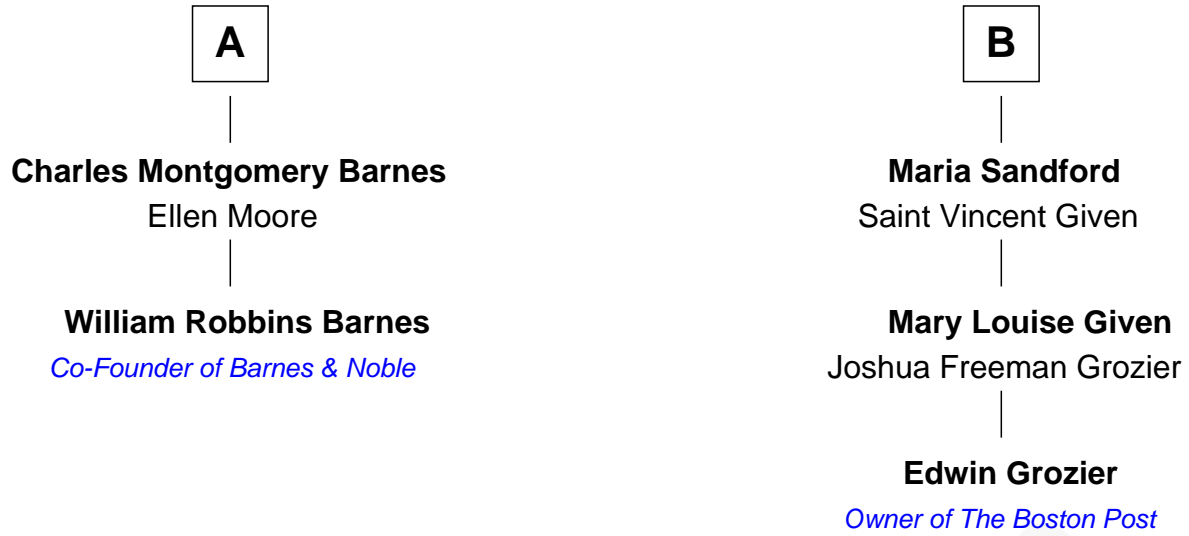 A
Charles Montgomery Barnes
Ellen Moore
William Robbins Barnes
Co-Founder of Barnes & Noble
B
Maria Sandford
Saint Vincent Given
Mary Louise Given
Joshua Freeman Grozier
Edwin Grozier
Owner of The Boston Post